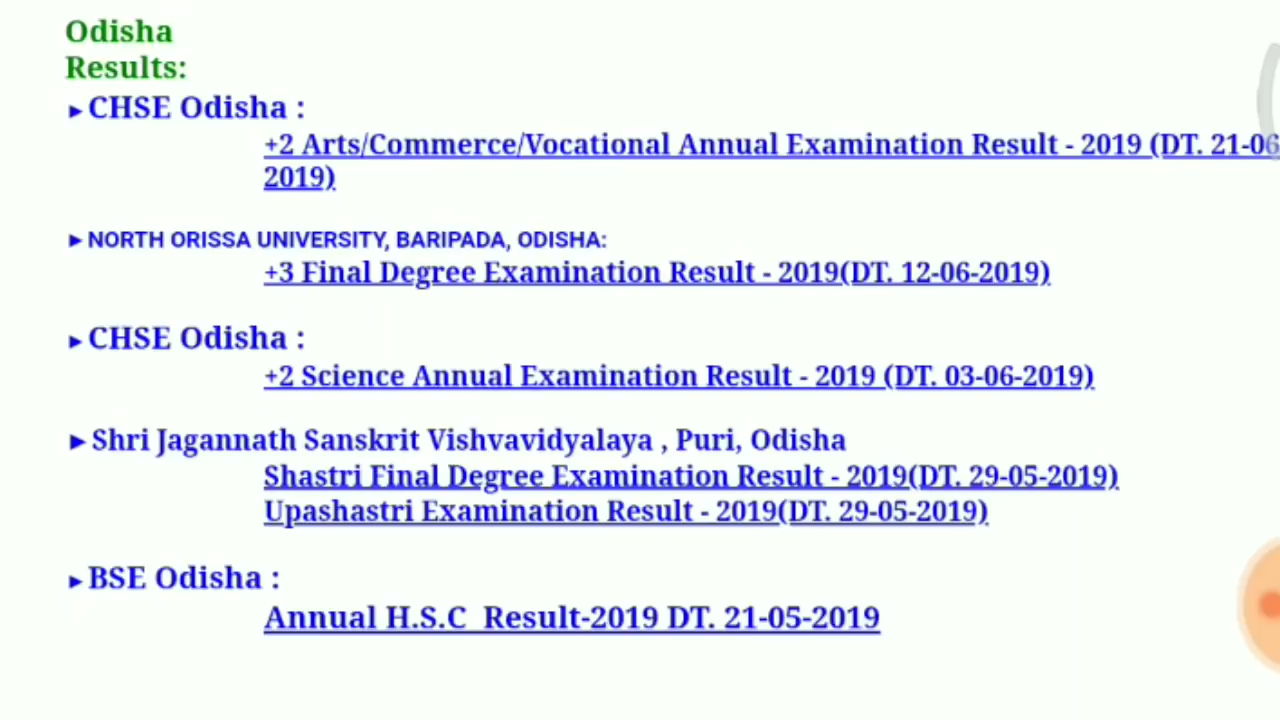 Odisha
Results:
►CHSE Odisha :
+2 Arts/Commerce/Vocational Annual Examination Result - 2019 (DT. 21-06
2019)
►NORTH ORISSA UNIVERSITY, BARIPADA, ODISHA:
+3 Final Degree Examination Result - 2019(DT. 12-06-2019)
►CHSE Odisha :
+2 Science Annual Examination Result - 2019 (DT. 03-06-2019)
►Shri Jagannath Sanskrit Vishvavidyalaya , Puri, Odisha
Shastri Final Degree Examination Result - 2019(DT. 29-05-2019)
Upashastri Examination Result - 2019(DT. 29-05-2019)
►BSE Odisha :
Annual H.S.C  Result-2019 DT. 21-05-2019